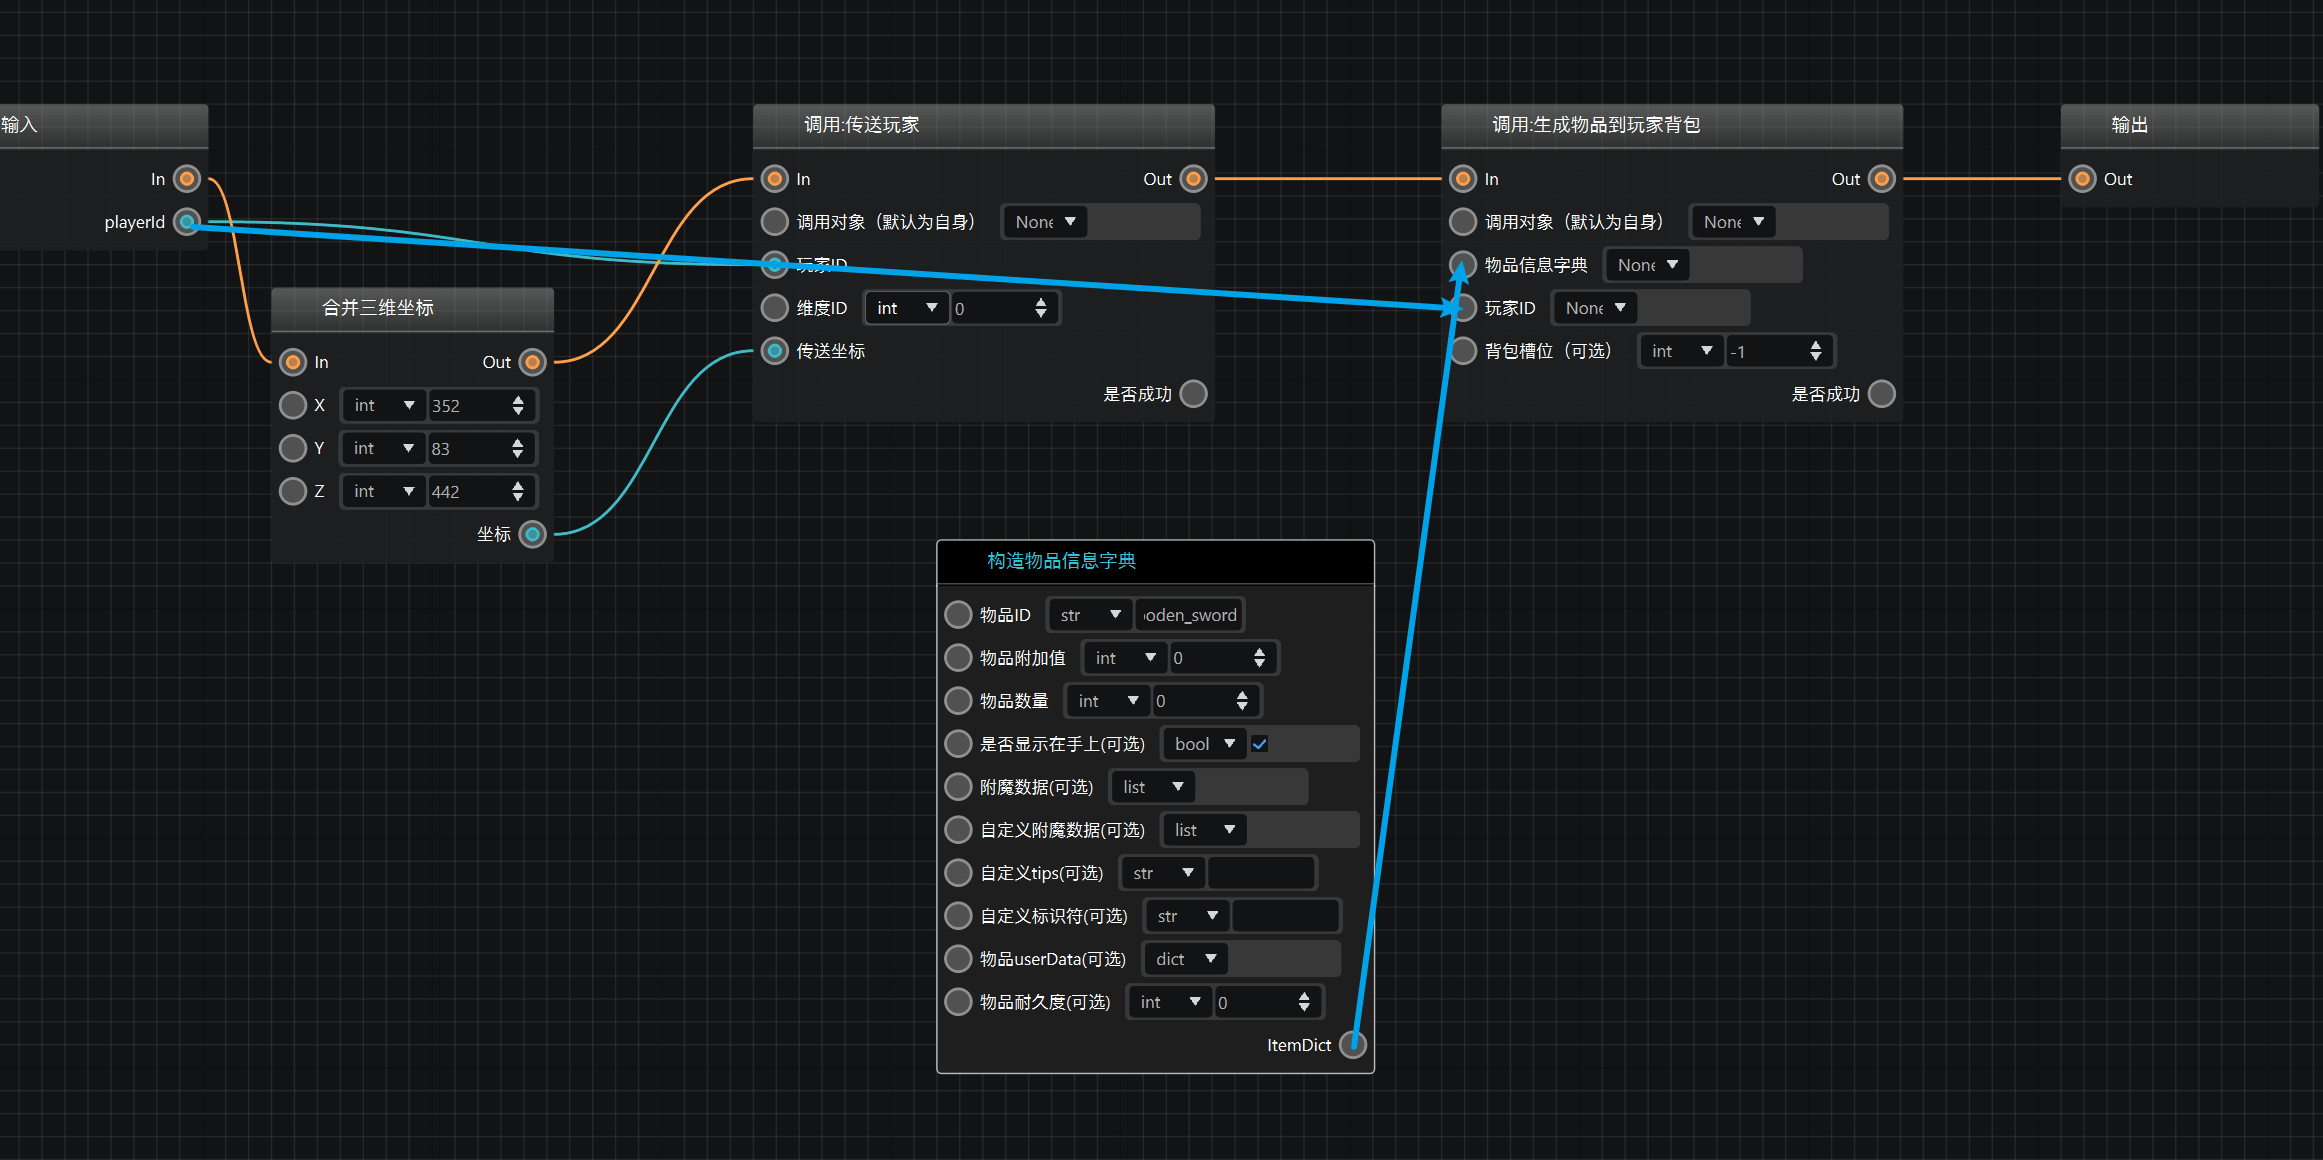 输入
In
playerId
合并三维坐标
In
Out
X int 352
Y int 83
Z int 442
坐标
调用:传送玩家
In
Out
调用对象（默认为自身） None
玩家ID
维度ID int 0
传送坐标
是否成功
调用:生成物品到玩家背包
In
Out
调用对象（默认为自身） None
物品信息字典 None
玩家ID None
背包槽位（可选） int -1
是否成功
输出
Out
构造物品信息字典
物品ID str oden_sword
物品附加值 int 0
物品数量 int 0
是否显示在手上(可选) bool
附魔数据(可选) list
自定义附魔数据(可选) list
自定义tips(可选) str
自定义标识符(可选) str
物品userData(可选) dict
物品耐久度(可选) int 0
ItemDict